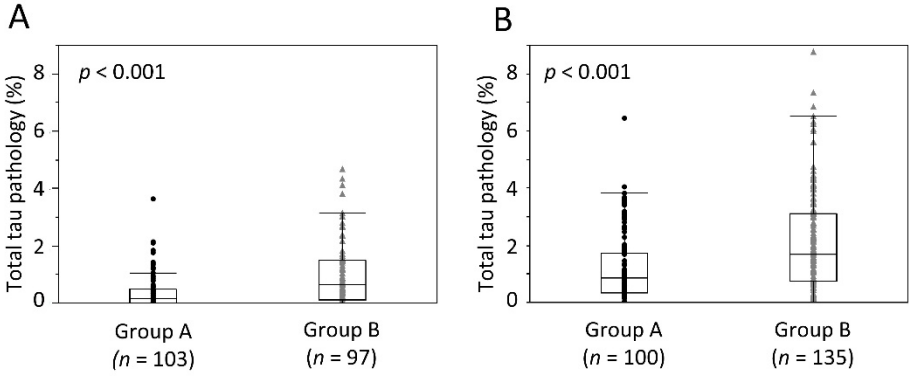 A
Total tau pathology (%)
8
6
4
2
0
p < 0.001
Group A
(n = 103)
Group B
(n = 97)
B
Total tau pathology (%)
8
6
4
2
0
p < 0.001
Group A
(n = 100)
Group B
(n = 135)